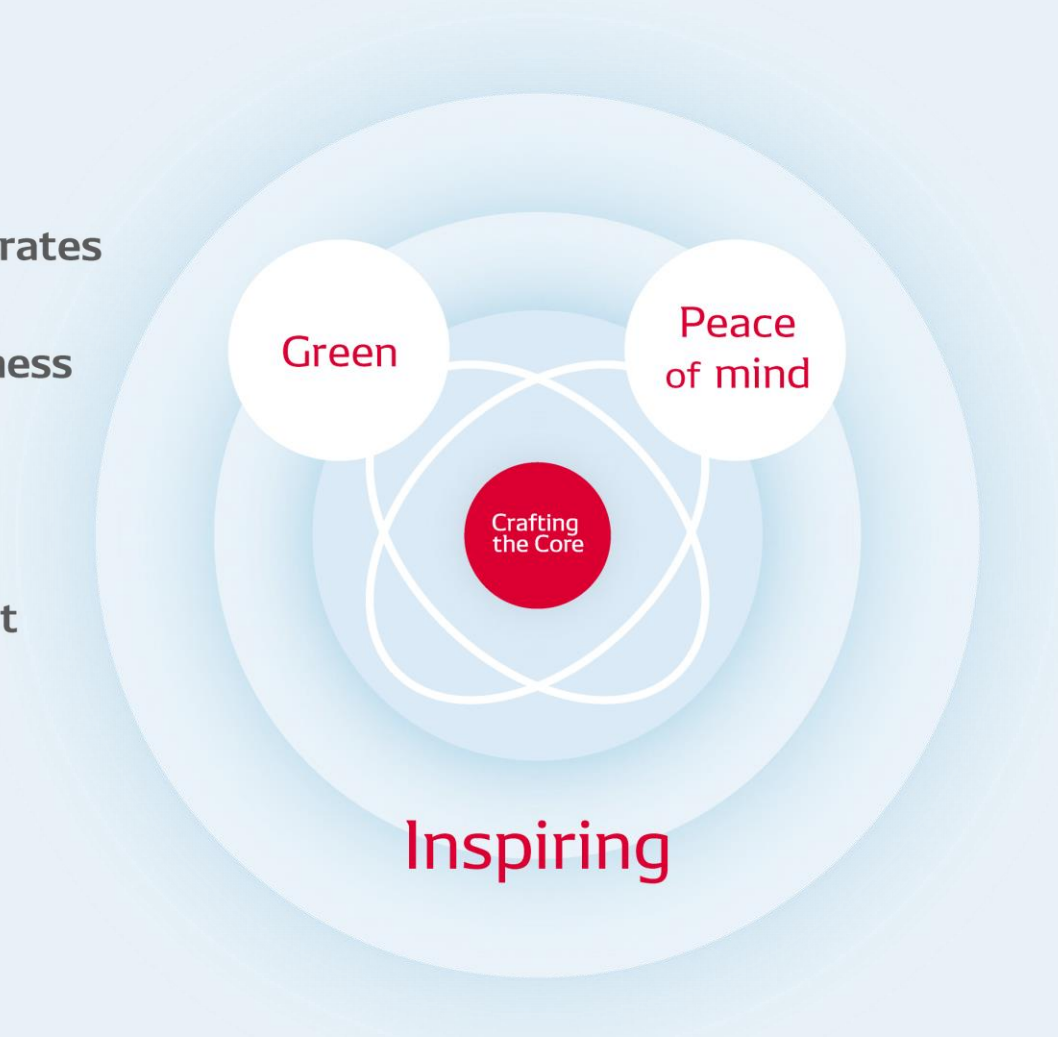 rates
ness
t
Green
Peace
of mind
Crafting
the Core
Inspiring